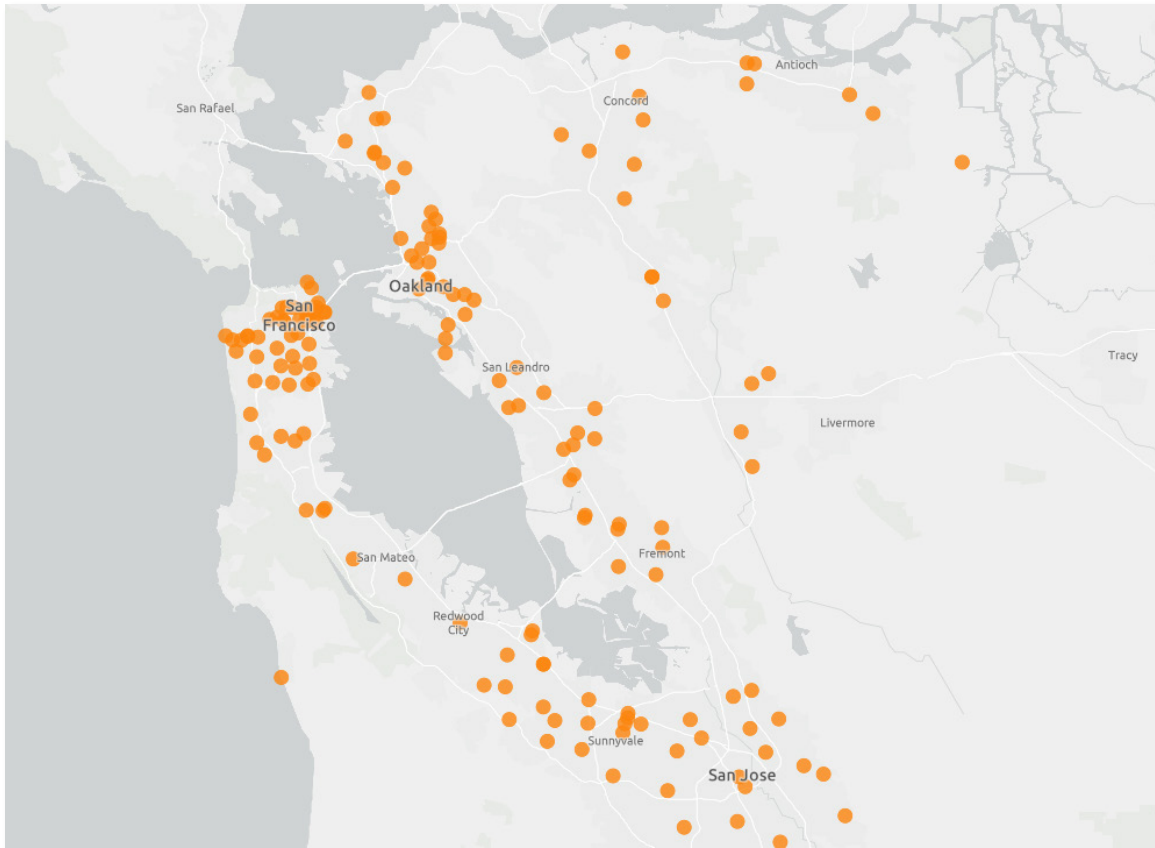 Antioch
Concord
San Rafael
Oakland
San
Francisco
Tracy
San Leandro
Livermore
Fremont
San Mateo
Redwood
City
Sunnyvale
San Jose